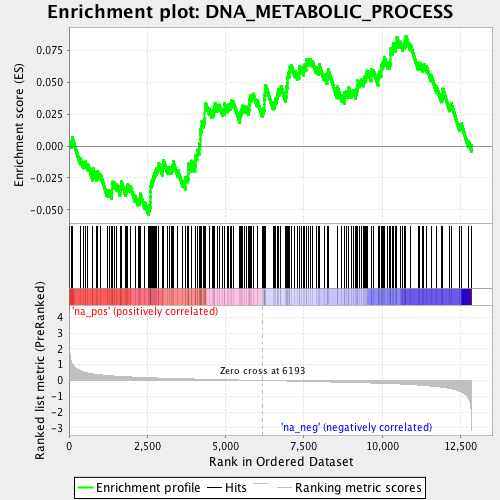 Enrichment plot: DNA_METABOLIC_PROCESS
Enrichment score (ES)
0.075
0.050
0.025
0.000
-0.025
-0.050
Ranked list metric (PreRanked)
4
3
2
1
0
-1
-2
-3
'na_pos' (positively correlated)
Zero cross at 6193
'na_neg' (negatively correlated)
0
2,500
5,000
7,500
10,000
12,500
Rank in Ordered Dataset
Enrichment profile
Hits
Ranking metric scores